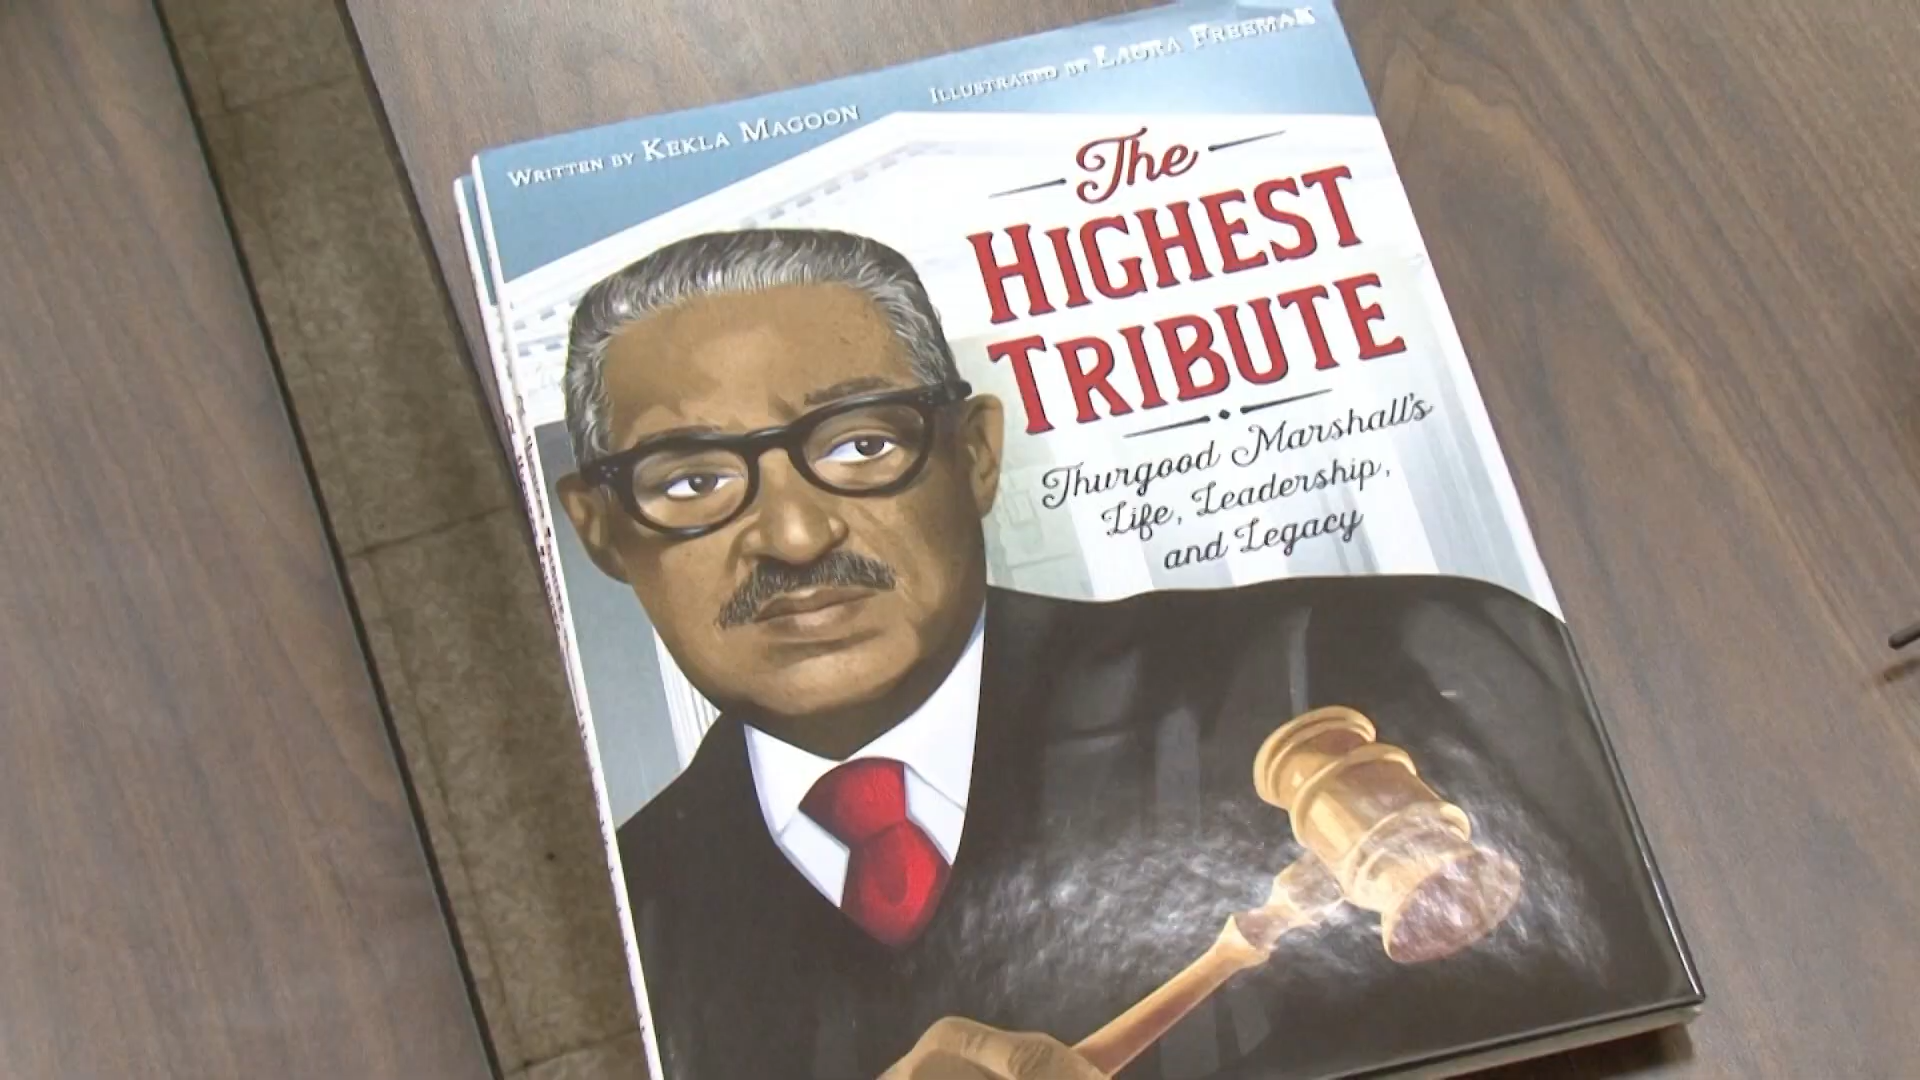 WRITTEN BY KEKLA MAGOON
ILLUSTRATED BY LAURA FREEMAN
The
HIGHEST
TRIBUTE
Thurgood Marshall's
Life, Leadership,
and Legacy